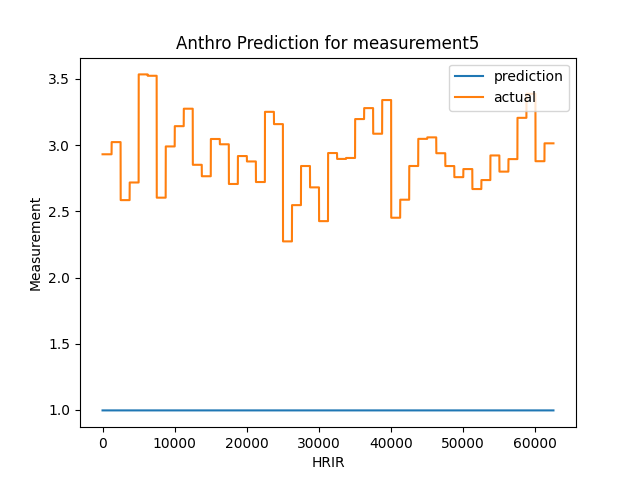 Anthro Prediction for measurement5
prediction
actual
3.5
3.0
2.5
2.0
1.5
1.0
Measurement
0 10000 20000 30000 40000 50000 60000
HRIR